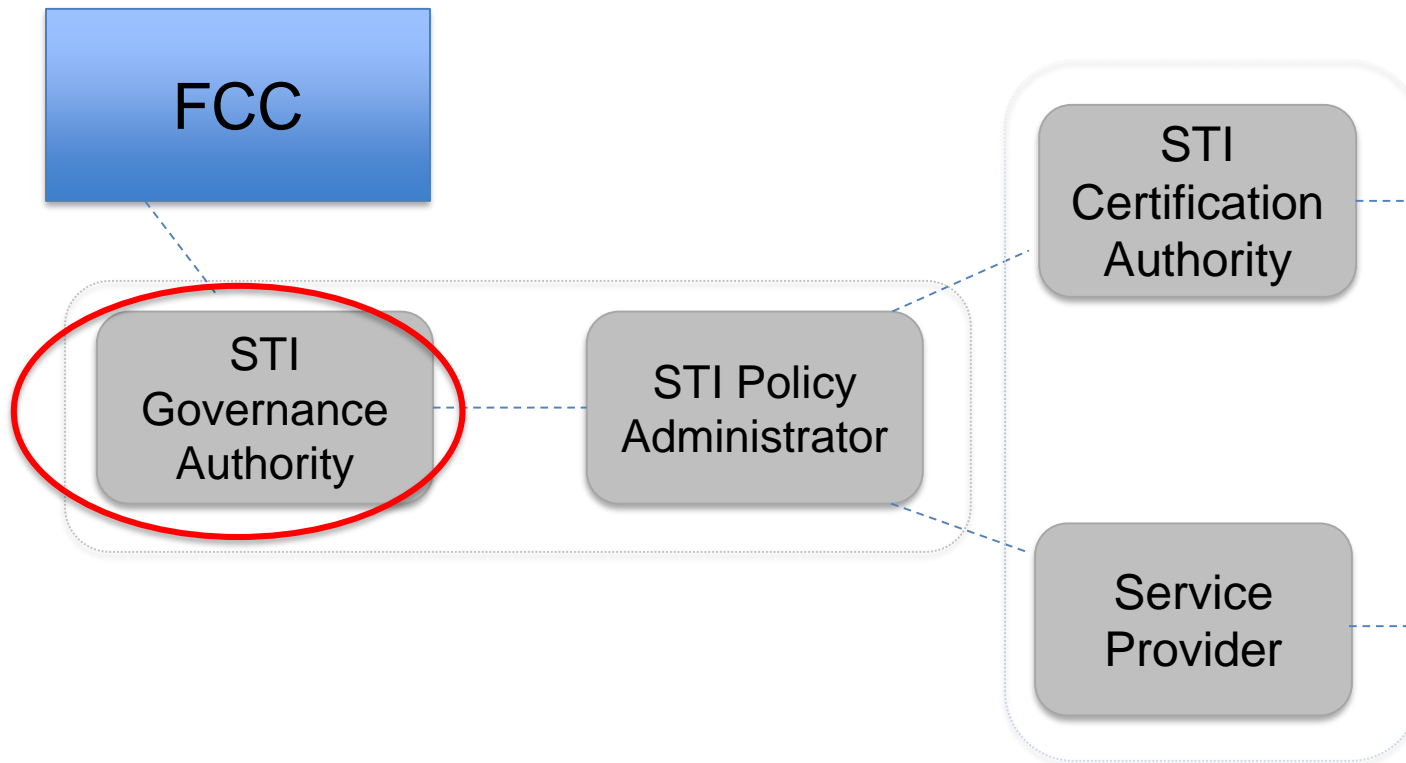 FCC
STI
Certification
Authority
STI
Governance
Authority
STI Policy
Administrator
Service
Provider